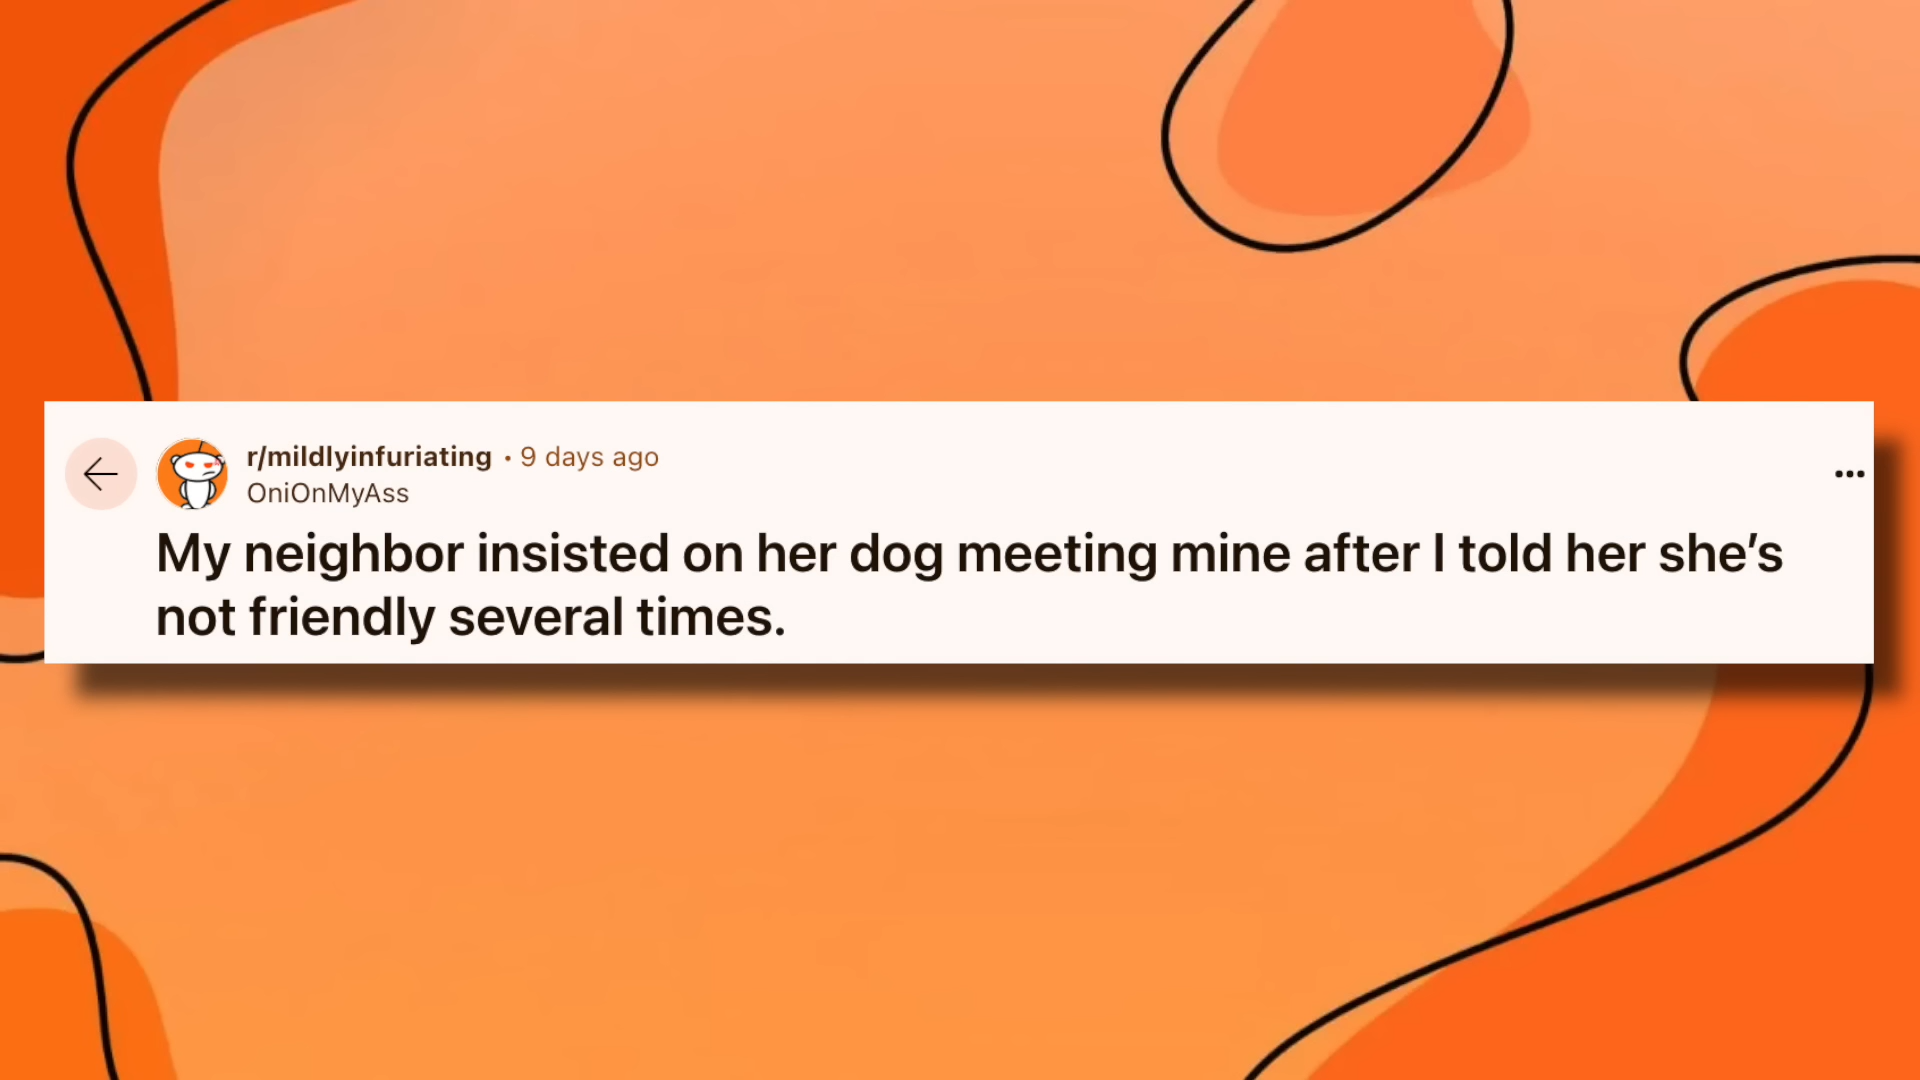 r/mildlyinfuriating • 9 days ago
OniOnMyAss
My neighbor insisted on her dog meeting mine after I told her she’s
not friendly several times.